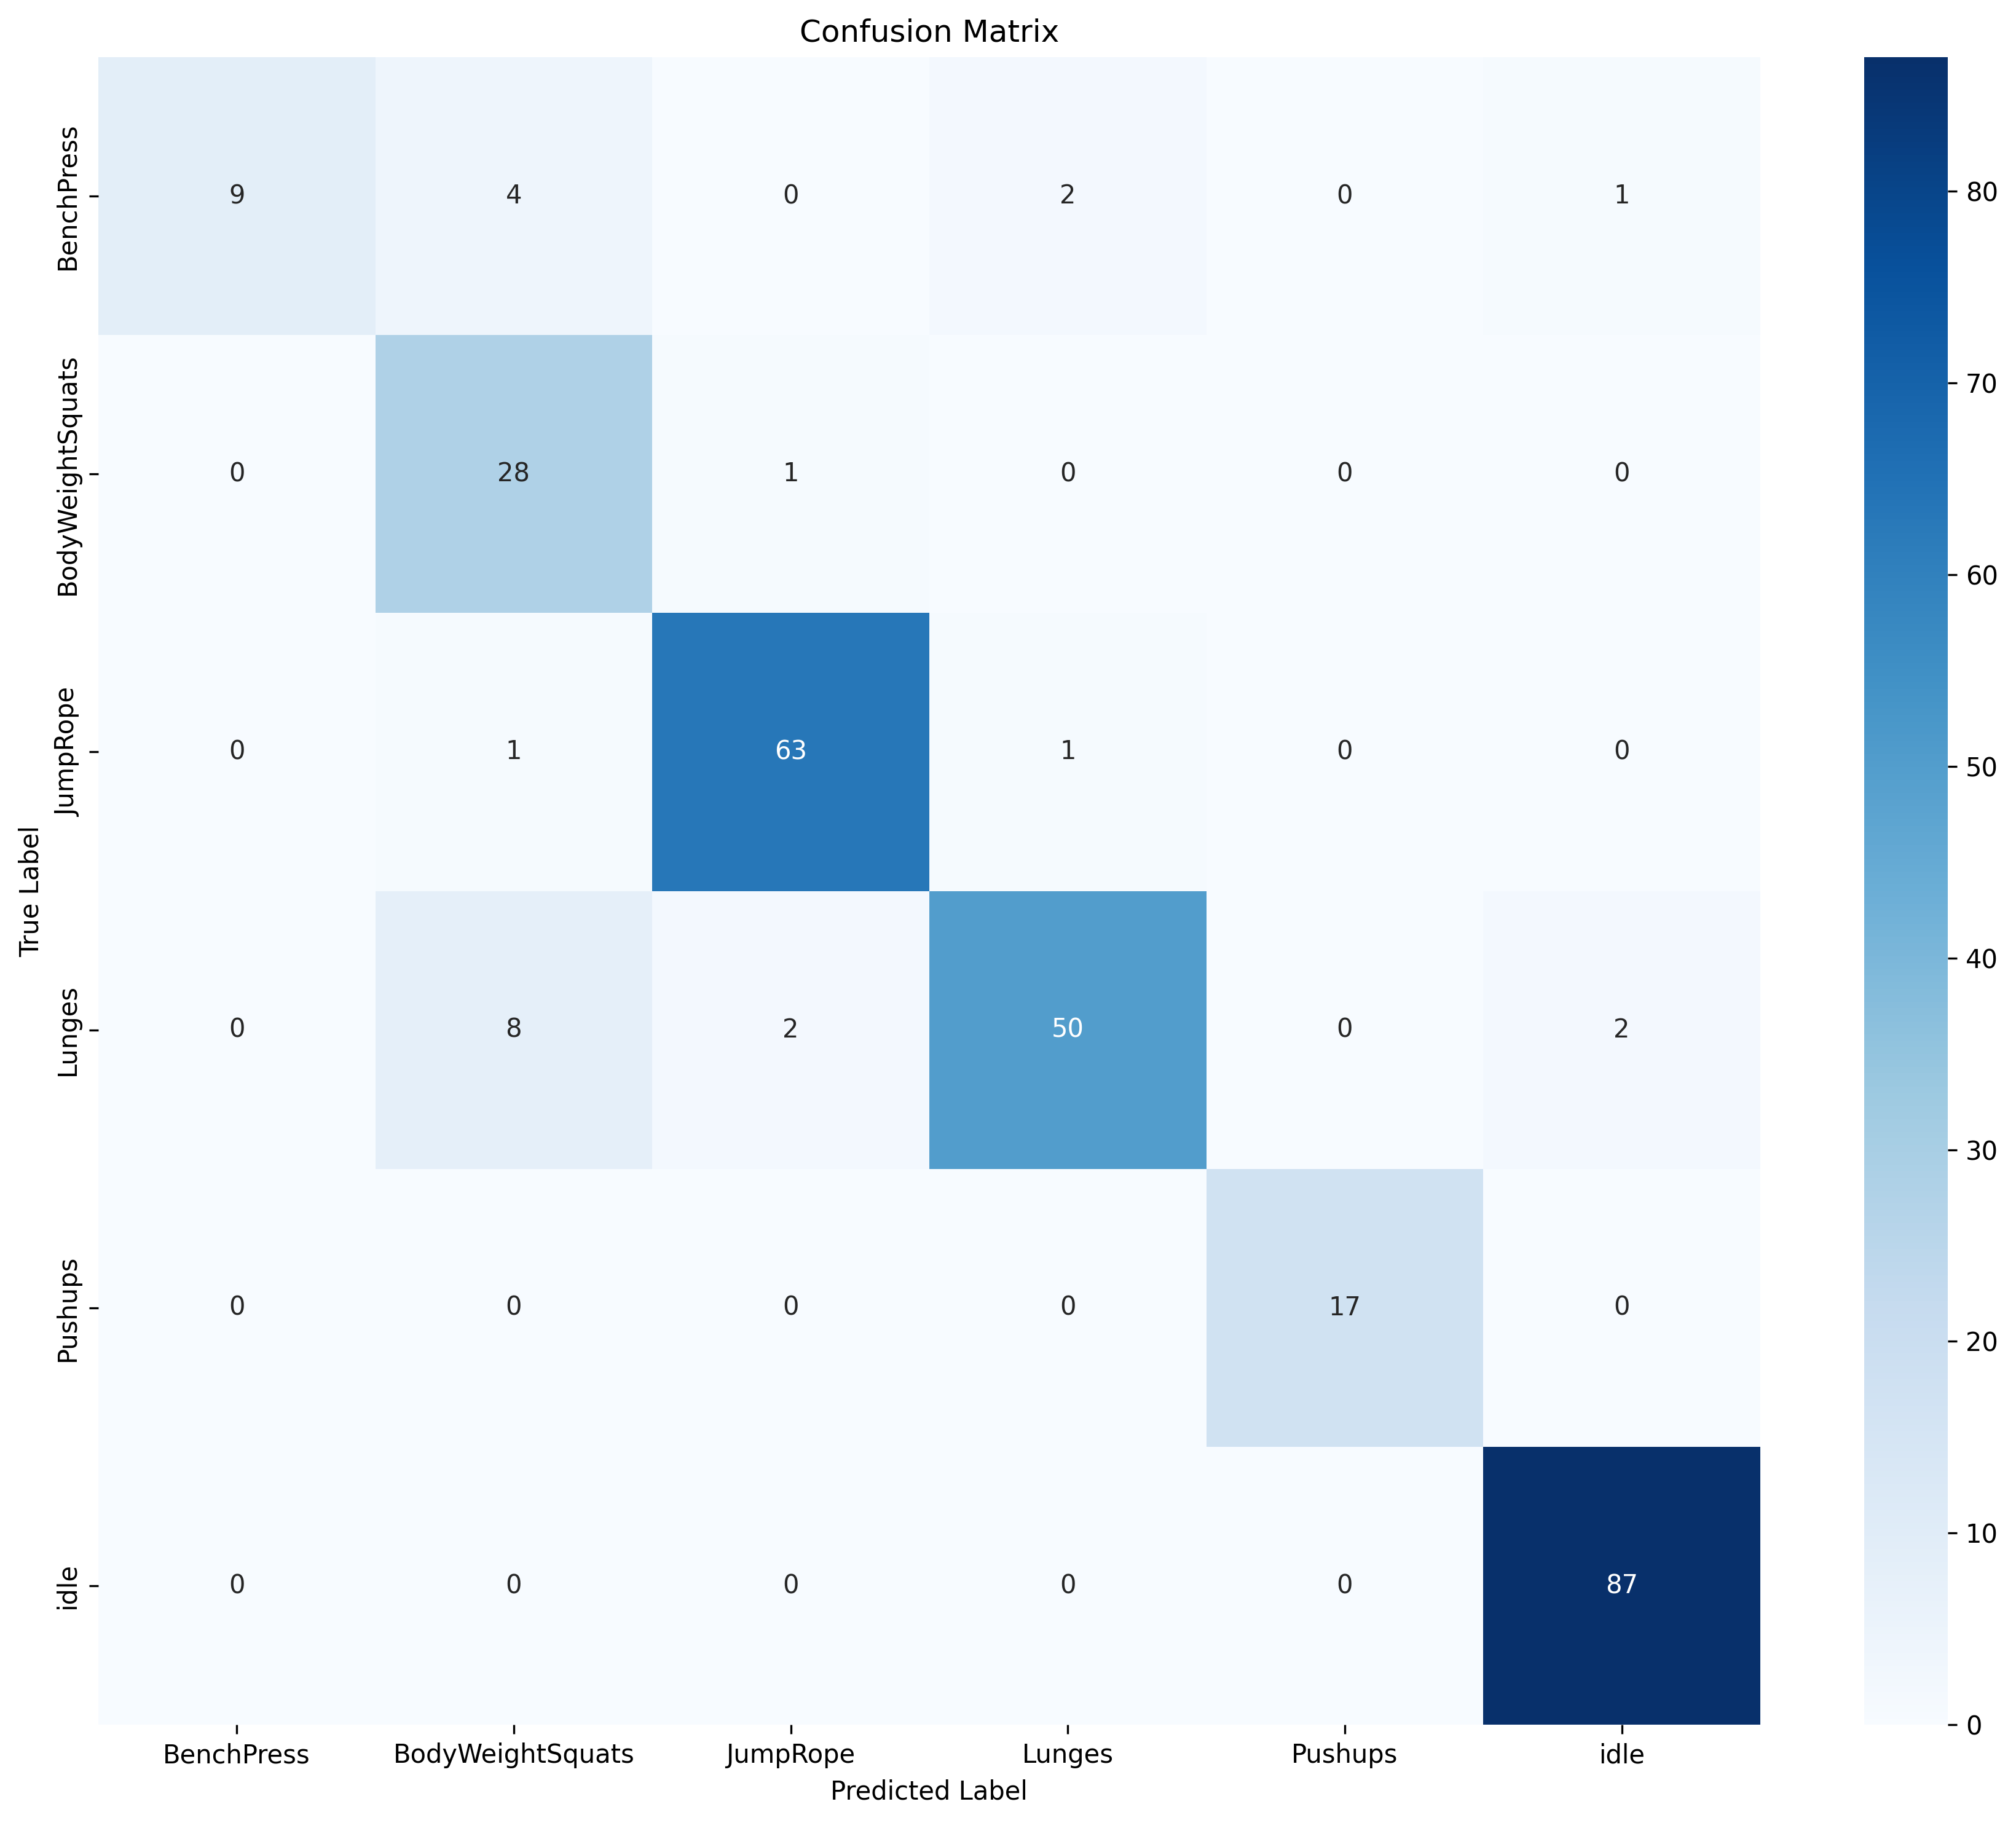 Confusion Matrix
True Label
BenchPress
9 4 0 2 0 1
BodyWeightSquats
0 28 1 0 0 0
JumpRope
0 1 63 1 0 0
Lunges
0 8 2 50 0 2
Pushups
0 0 0 0 17 0
idle
0 0 0 0 0 87
BenchPress BodyWeightSquats JumpRope Lunges Pushups idle
Predicted Label
80
70
60
50
40
30
20
10
0